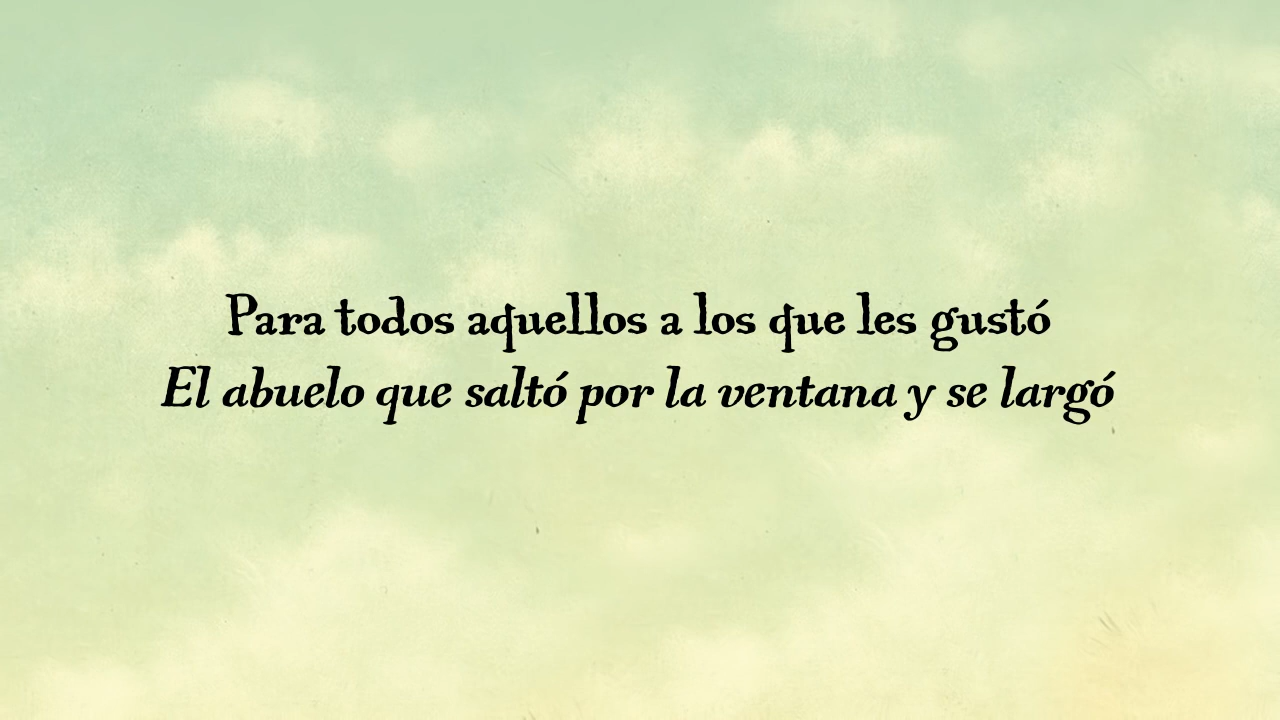 Para todos aquellos a los que les gustó
El abuelo que saltó por la ventana y se largó